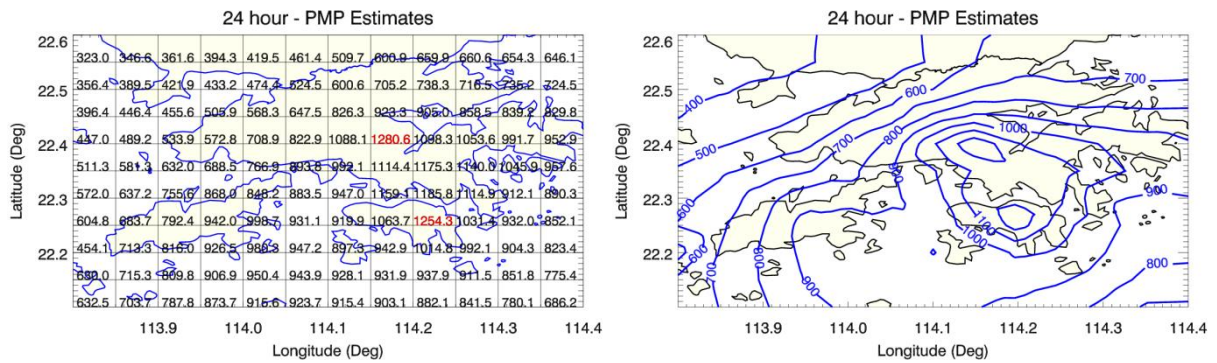 24 hour - PMP Estimates
22.6
323.0 346.6 361.6 394.3 419.5 461.4 509.7 600.9 659.9 660.6 654.3 646.1
356.4 389.5 421.9 433.2 474.4 524.5 600.6 705.2 738.3 716.5 735.2 724.5
22.5
396.4 446.4 455.6 505.9 568.3 647.5 826.3 923.3 905.0 858.5 839.2 829.8
22.4
447.0 489.2 533.9 572.8 708.9 822.9 1088.1 1280.6 1098.3 1053.6 991.7 952.9
511.3 581.3 632.0 688.5 766.9 893.8 992.1 1114.4 1175.3 1140.0 1045.9 957.6
22.3
572.0 637.2 755.6 868.0 848.2 883.5 947.0 1159.1 1185.8 1114.9 912.1 890.3
604.8 683.7 792.4 942.0 998.7 931.1 919.9 1063.7 1254.3 1031.4 932.0 852.1
22.2
454.1 713.3 816.0 926.5 980.3 947.2 897.3 942.9 1014.8 992.1 904.3 823.4
715.3 809.8 906.9 950.4 943.9 928.1 931.9 937.9 911.5 851.8 775.4
632.5 703.7 787.8 873.7 915.6 923.7 915.4 903.1 882.1 841.5 780.1 686.2
113.9 114.0 114.1 114.2 114.3 114.4
Longitude (Deg)
Latitude (Deg)
24 hour - PMP Estimates
22.6
22.5
22.4
22.3
22.2
400
500
600
700
800
1000
700
900
900
600
600
700
800
900
1100
1000
800
113.9 114.0 114.1 114.2 114.3 114.4
Longitude (Deg)
Latitude (Deg)